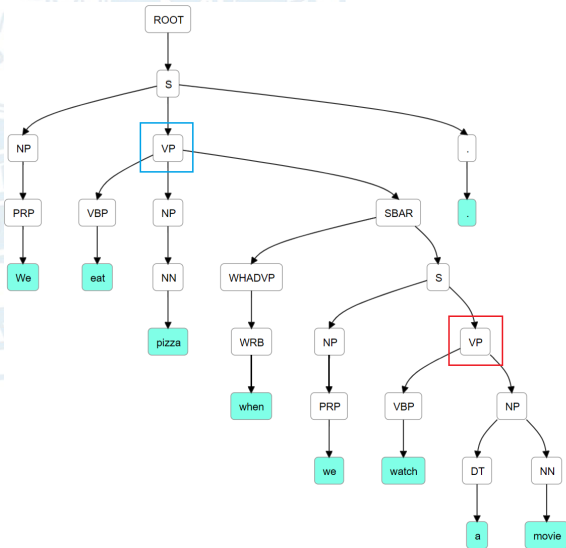 ROOT
S
NP VP .
PRP VBP NP SBAR .
We eat NN WHADVP S
pizza WRB NP VP
when PRP VBP NP
we watch DT NN
a movie